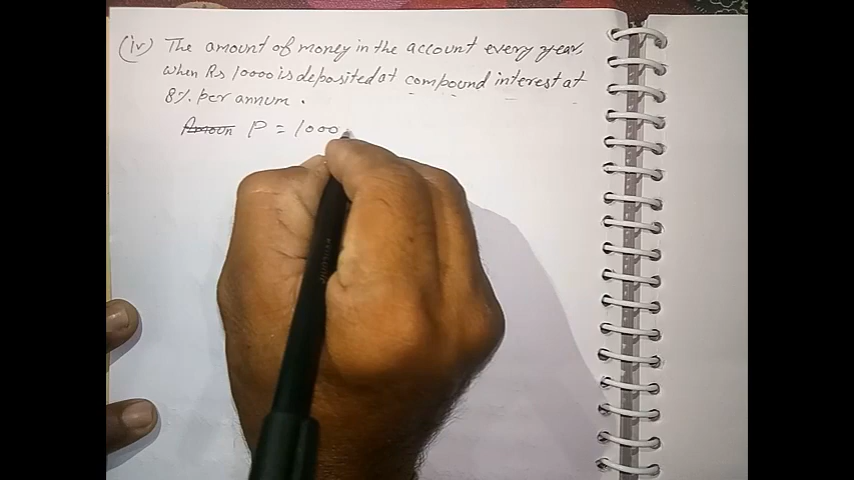 (iv) The amount of money in the account every year,
when Rs 10000 is deposited at compound interest at
8%. per annum.
Amoun P = 1000